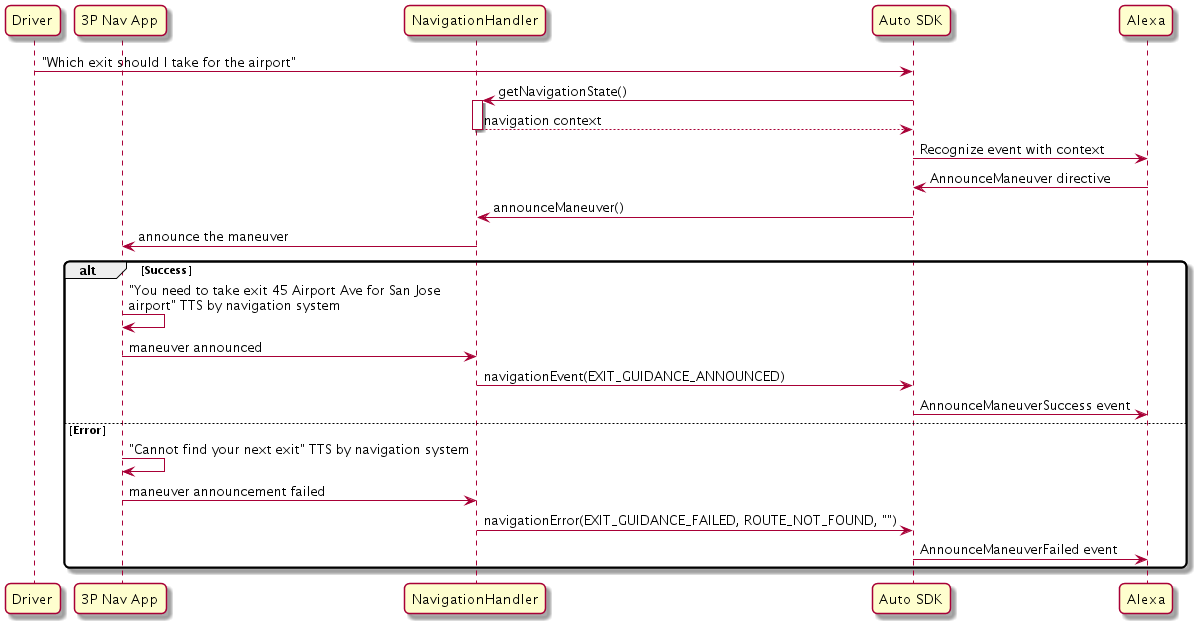 Driver
3P Nav App
NavigationHandler
Auto SDK
Alexa
"Which exit should I take for the airport"
getNavigationState()
navigation context
Recognize event with context
AnnounceManeuver directive
announceManeuver()
announce the maneuver
alt
[Success]
"You need to take exit 45 Airport Ave for San Jose
airport" TTS by navigation system
maneuver announced
navigationEvent(EXIT_GUIDANCE_ANNOUNCED)
AnnounceManeuverSuccess event
[Error]
"Cannot find your next exit" TTS by navigation system
maneuver announcement failed
navigationError(EXIT_GUIDANCE_FAILED, ROUTE_NOT_FOUND, "")
AnnounceManeuverFailed event
Driver
3P Nav App
NavigationHandler
Auto SDK
Alexa